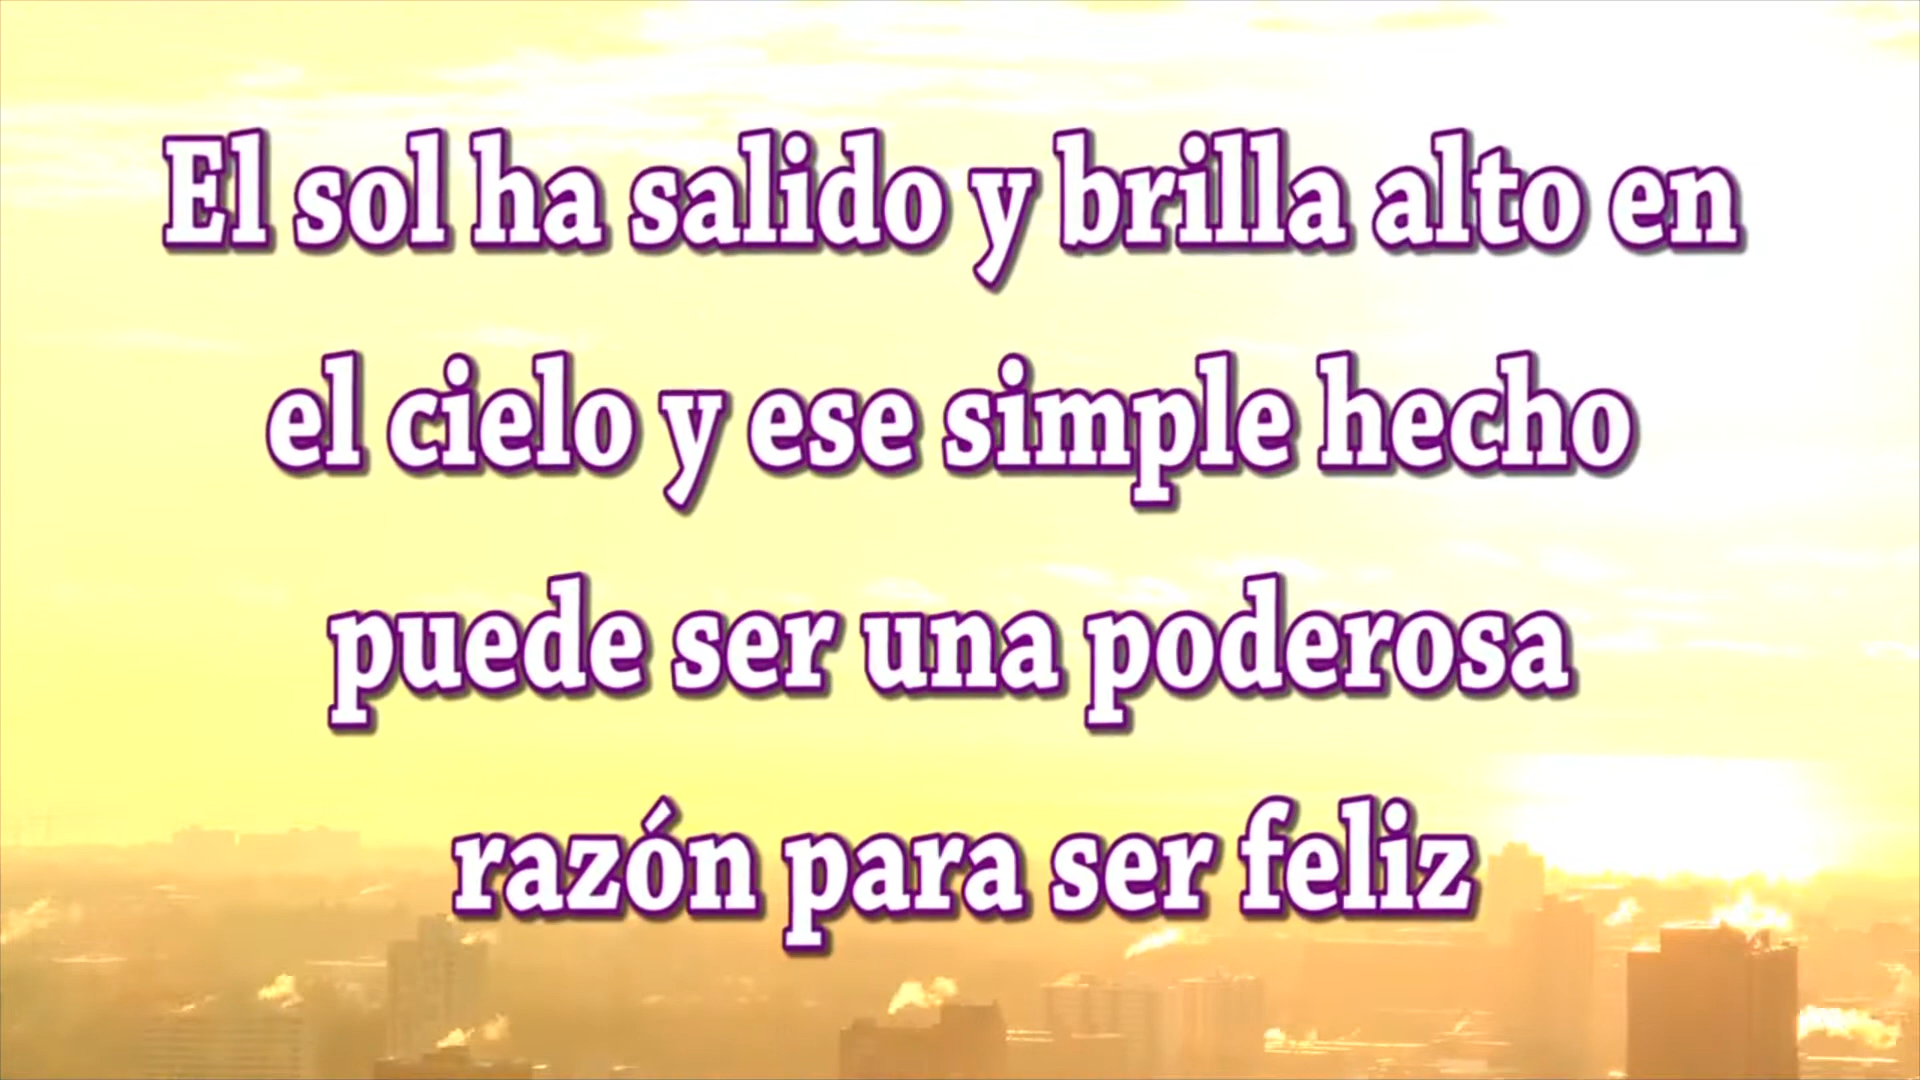 El sol ha salido y brilla alto en
el cielo y ese simple hecho
puede ser una poderosa
razón para ser feliz